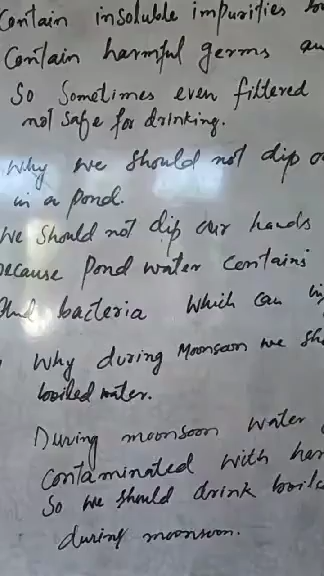 Contain insoluble impurities
Contain harmful germs
So Sometimes even filtered
not safe for drinking.
Why we should not dip
in a pond.
We should not dip our hands
because Pond water contains
and bacteria which can
Why during Moonsoon we
boiled water.
During moonsoon water
contaminated with
So we should drink
during moonsoon.